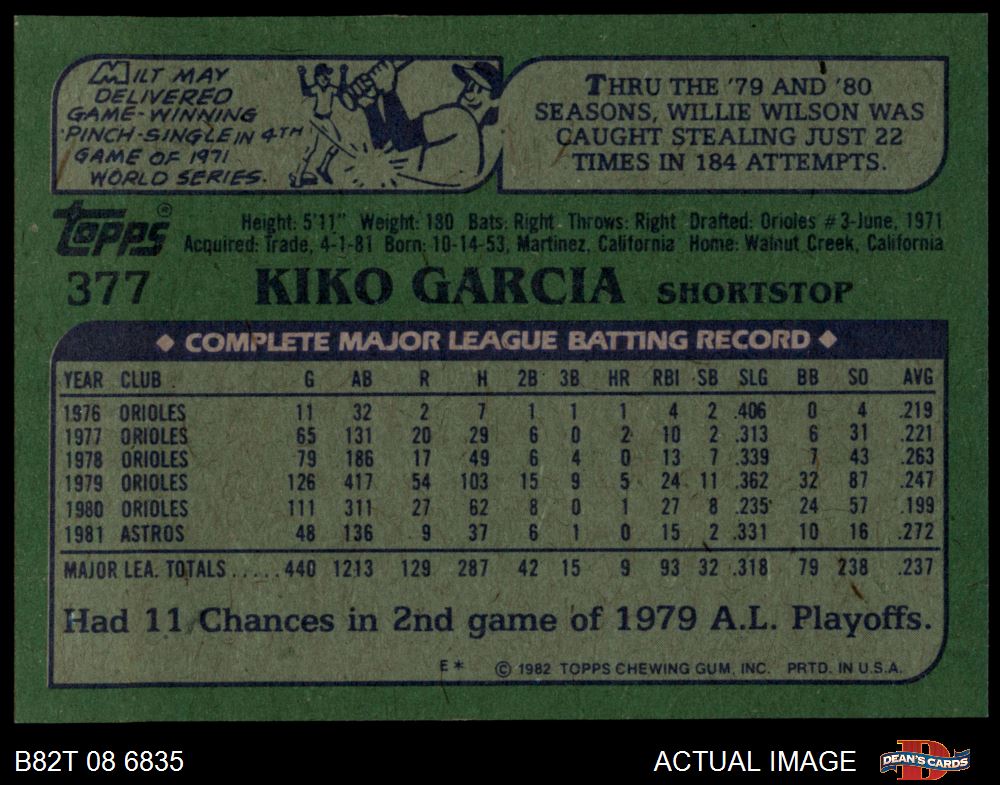 MILT MAY
DELIVERED
GAME-WINNING
PINCH-SINGLE IN 4TH
GAME OF 1971
WORLD SERIES.
THRU THE '79 AND '80
SEASONS, WILLIE WILSON WAS
CAUGHT STEALING JUST 22
TIMES IN 184 ATTEMPTS.
topps®
Height: 5'11" Weight: 180 Bats: Right Throws: Right Drafted: Orioles #3-June, 1971
Acquired: Trade, 4-1-81 Born: 10-14-53, Martinez, California Home: Walnut Creek, California
377 KIKO GARCIA SHORTSTOP
◆ COMPLETE MAJOR LEAGUE BATTING RECORD ◆
YEAR CLUB G AB R H 2B 3B HR RBI SB SLG BB SO AVG
1976 ORIOLES 11 32 2 7 1 1 1 4 2 .406 0 4 .219
1977 ORIOLES 65 131 20 29 6 0 2 10 2 .313 6 31 .221
1978 ORIOLES 79 186 17 49 6 4 0 13 7 .339 7 43 .263
1979 ORIOLES 126 417 54 103 15 9 5 24 11 .362 32 87 .247
1980 ORIOLES 111 311 27 62 8 0 1 27 8 .235 24 57 .199
1981 ASTROS 48 136 9 37 6 1 0 15 2 .331 10 16 .272
MAJOR LEA. TOTALS ..... 440 1213 129 287 42 15 9 93 32 .318 79 238 .237
Had 11 Chances in 2nd game of 1979 A.L. Playoffs.
E* © 1982 TOPPS CHEWING GUM, INC. PRTD. IN U.S.A.
B82T 08 6835 ACTUAL IMAGE DEAN'S CARDS